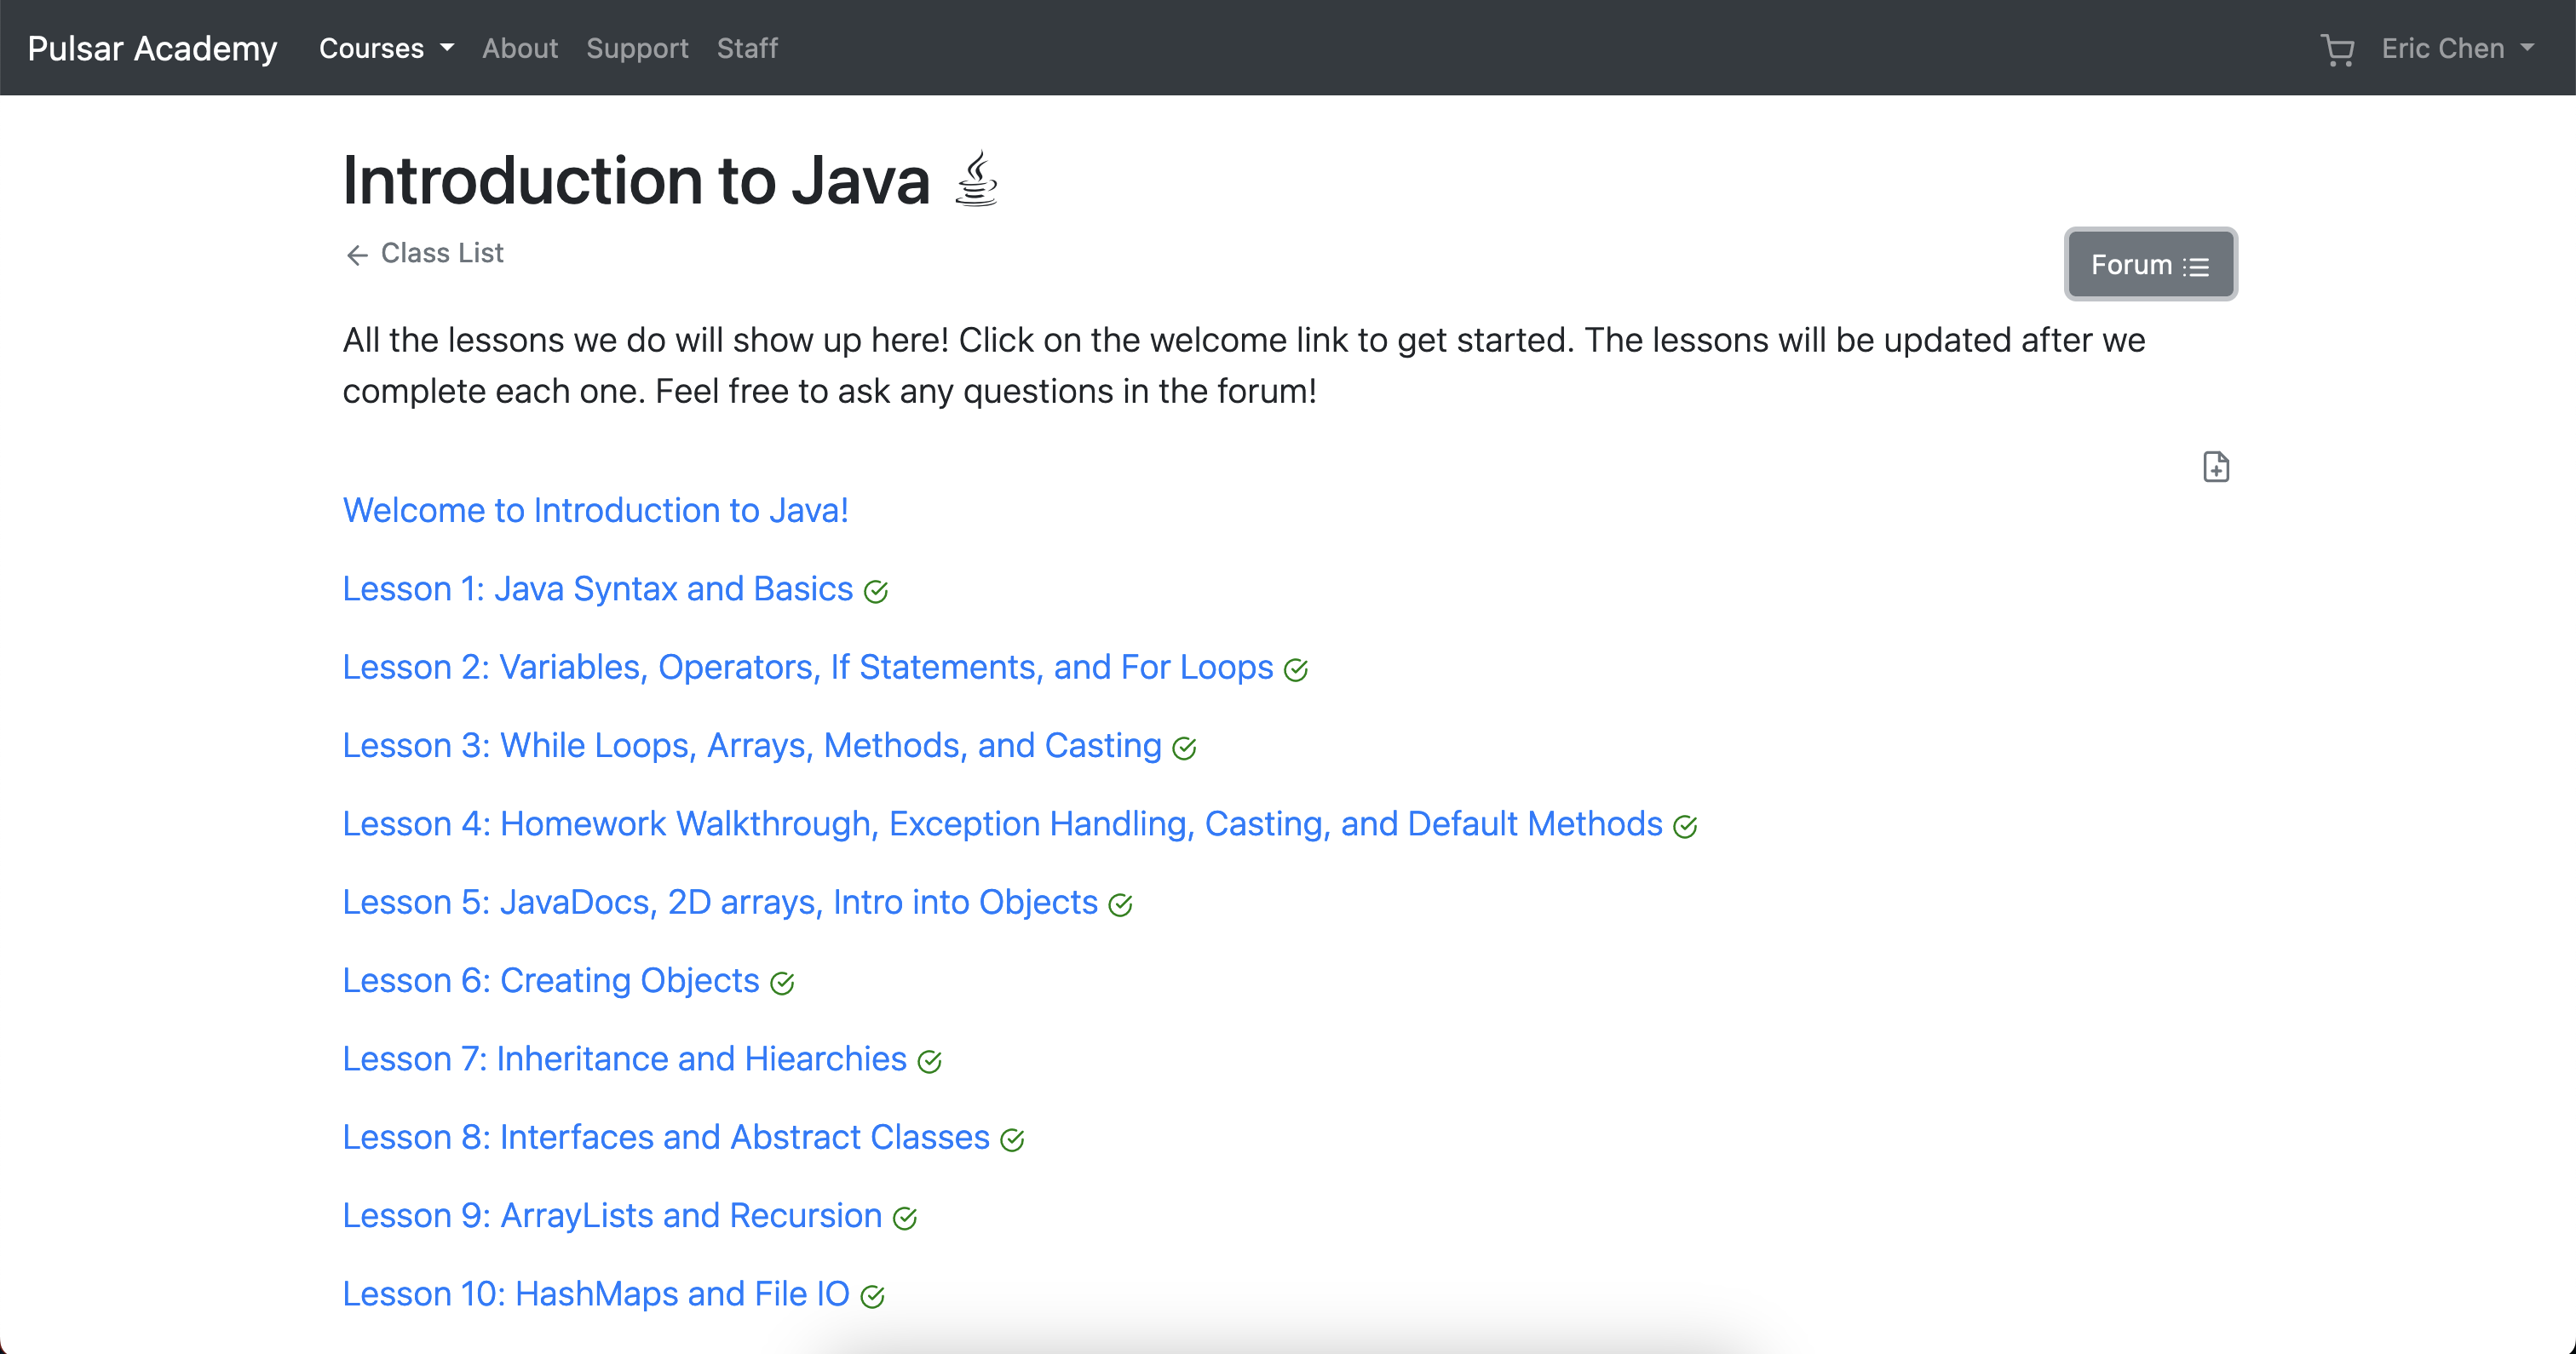 Pulsar Academy Courses About Support Staff Eric Chen
Introduction to Java
Class List
Forum
All the lessons we do will show up here! Click on the welcome link to get started. The lessons will be updated after we
complete each one. Feel free to ask any questions in the forum!
Welcome to Introduction to Java!
Lesson 1: Java Syntax and Basics
Lesson 2: Variables, Operators, If Statements, and For Loops
Lesson 3: While Loops, Arrays, Methods, and Casting
Lesson 4: Homework Walkthrough, Exception Handling, Casting, and Default Methods
Lesson 5: JavaDocs, 2D arrays, Intro into Objects
Lesson 6: Creating Objects
Lesson 7: Inheritance and Hiearchies
Lesson 8: Interfaces and Abstract Classes
Lesson 9: ArrayLists and Recursion
Lesson 10: HashMaps and File IO